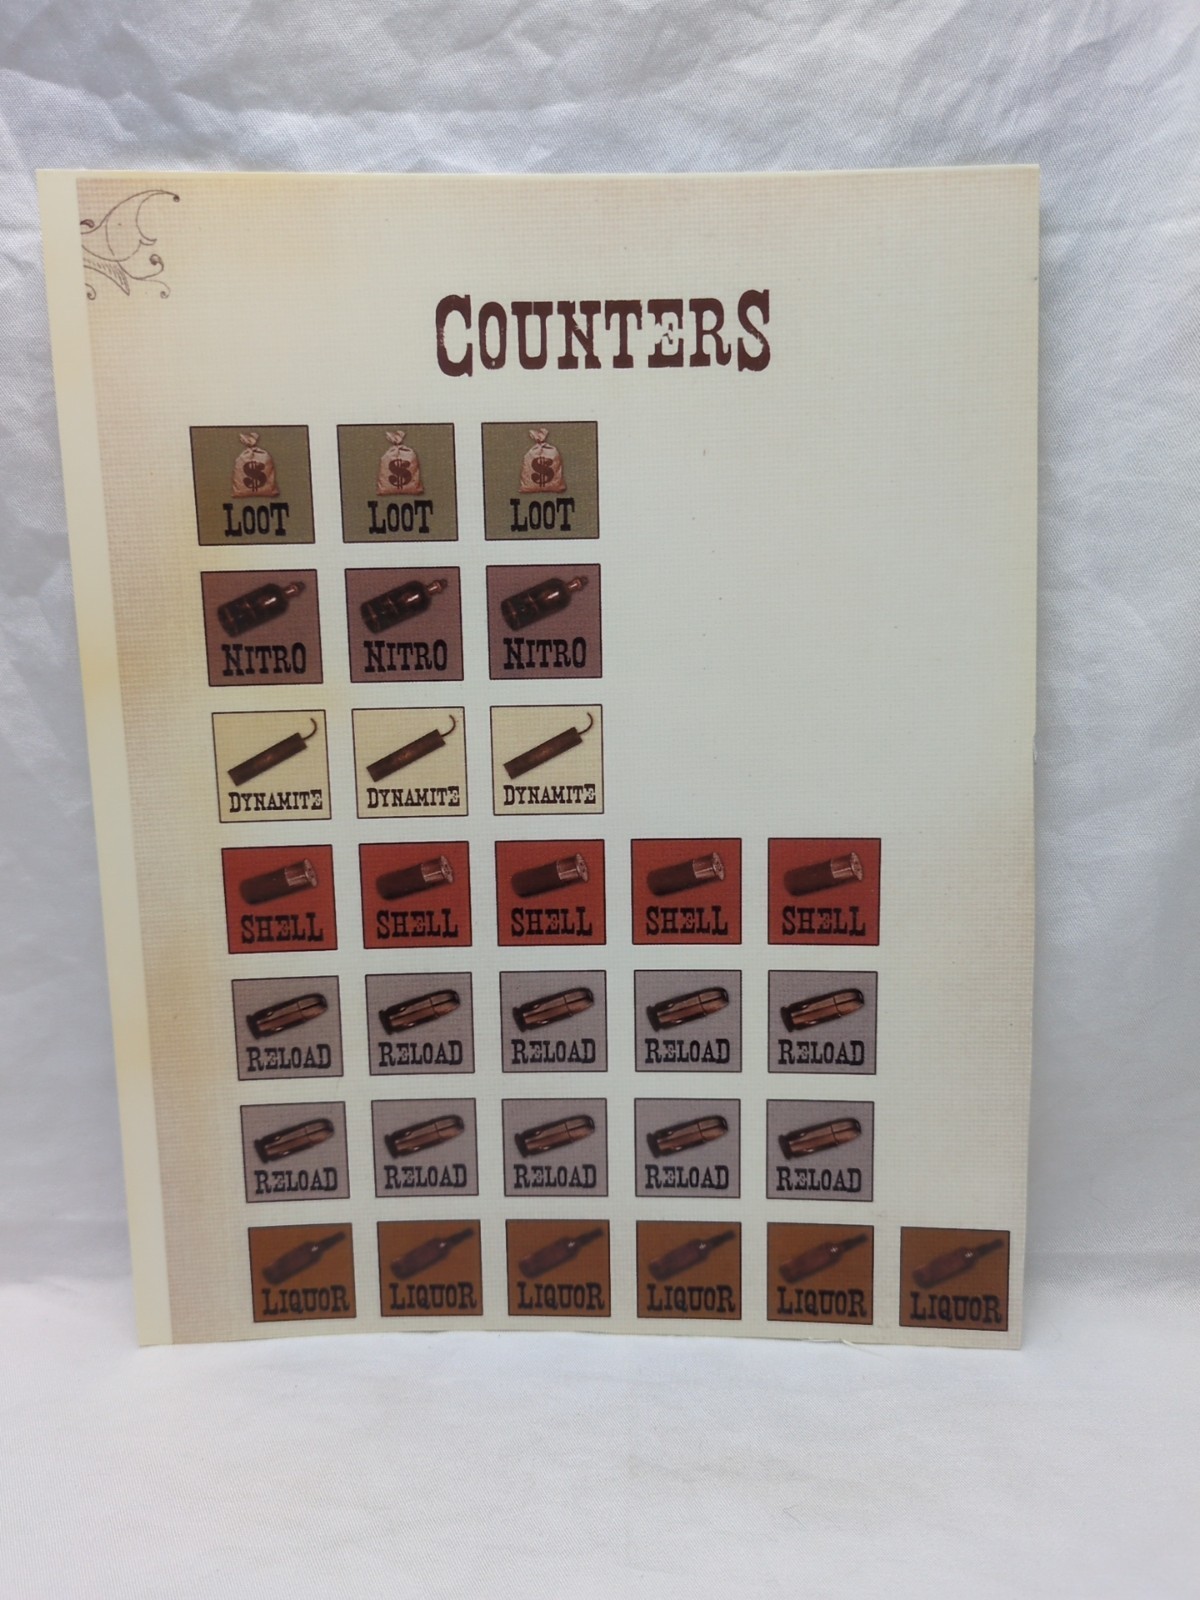 COUNTERS
$ $ $
LOOT LOOT LOOT
NITRO NITRO NITRO
DYNAMITE DYNAMITE DYNAMITE
SHELL SHELL SHELL SHELL SHELL
RELOAD RELOAD RELOAD RELOAD RELOAD
RELOAD RELOAD RELOAD RELOAD RELOAD
LIQUOR LIQUOR LIQUOR LIQUOR LIQUOR LIQUOR